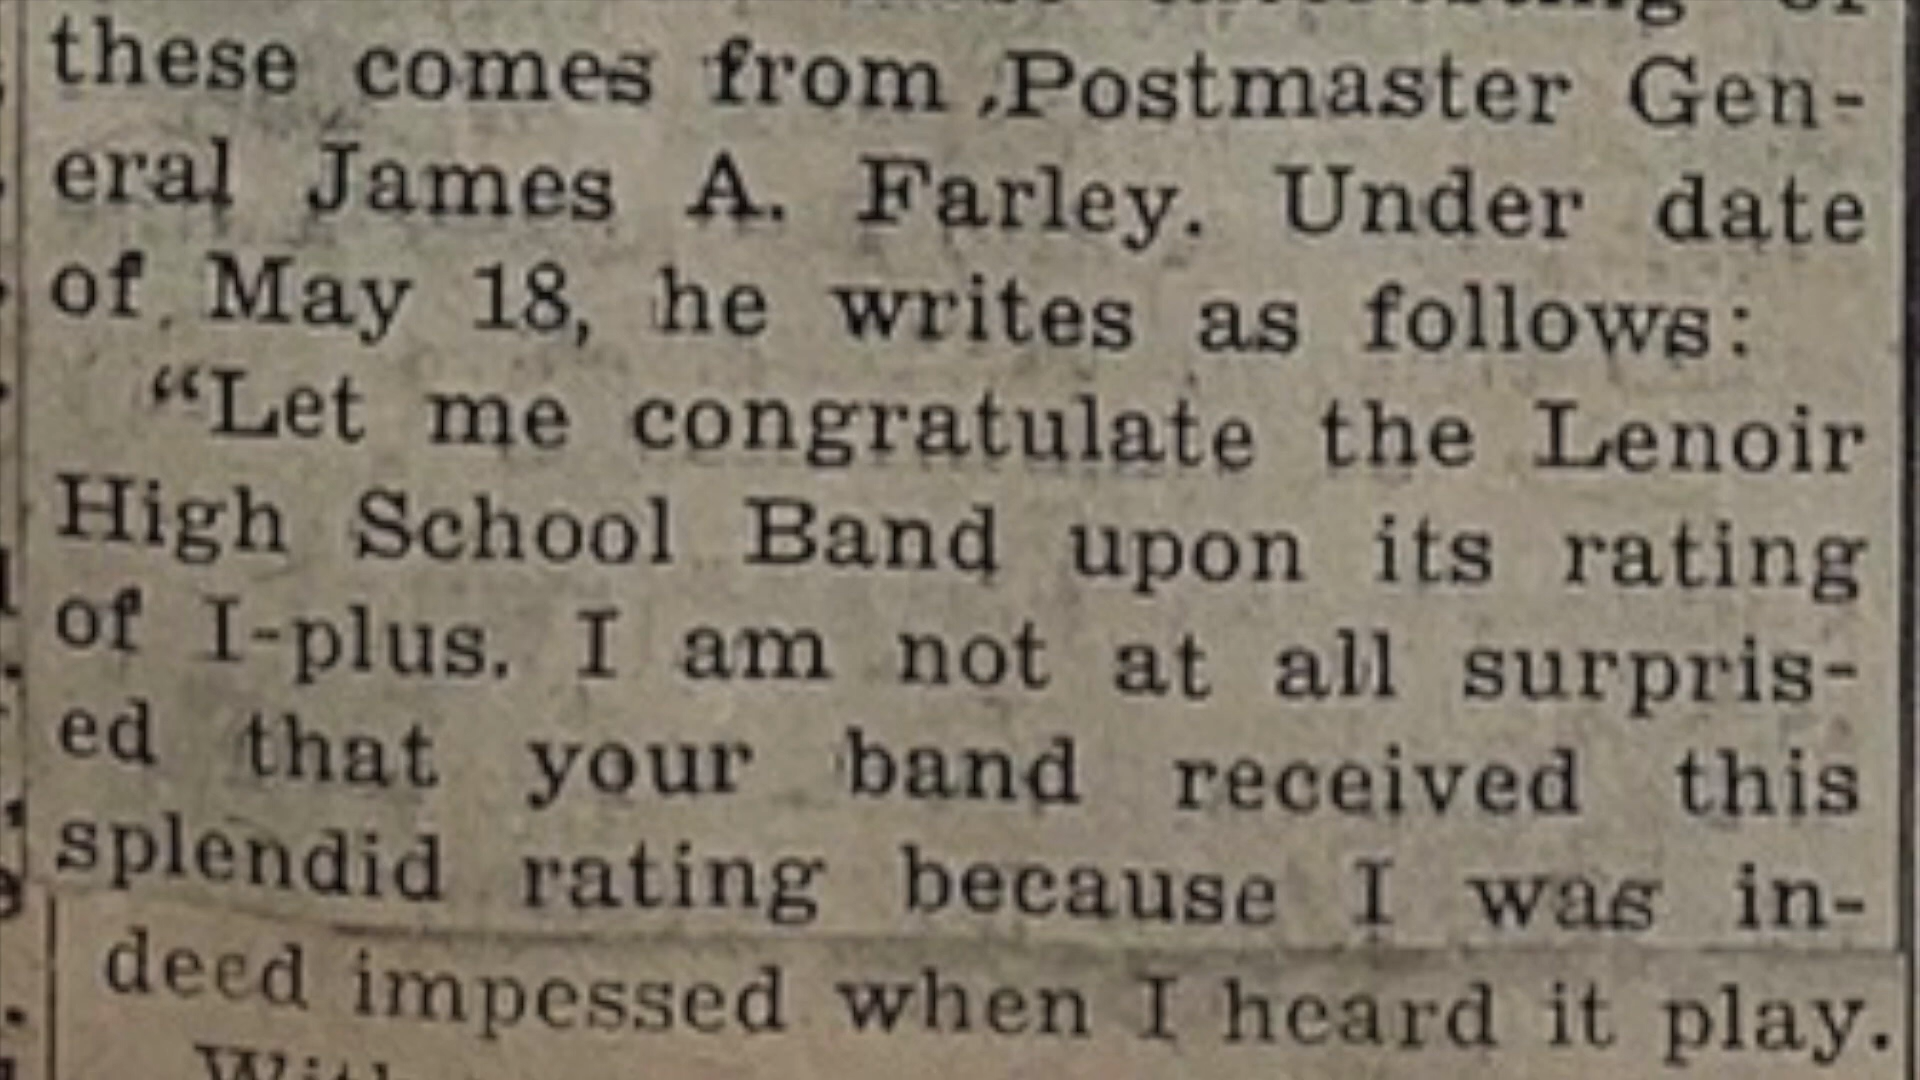 of
these comes from Postmaster Gen-
eral James A. Farley. Under date
of May 18, he writes as follows:
“Let me congratulate the Lenoir
High School Band upon its rating
of I-plus. I am not at all surpris-
ed that your band received this
splendid rating because I was in-
deed impessed when I heard it play.